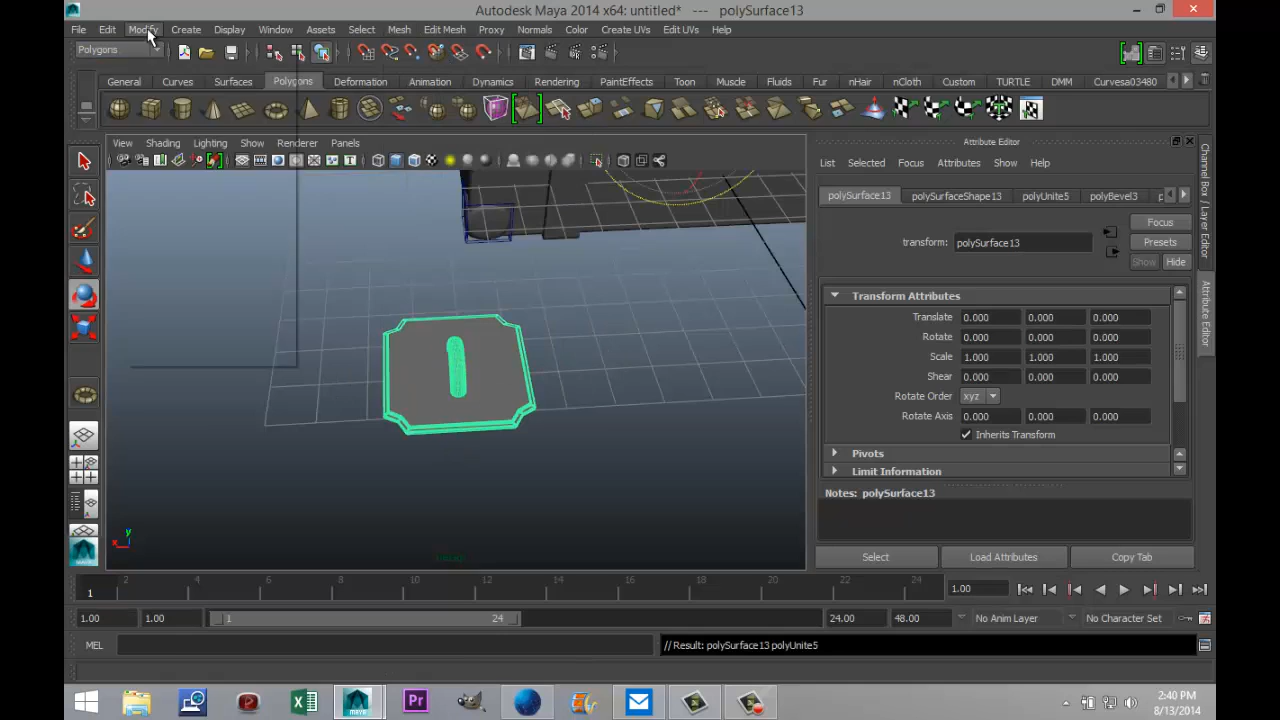 Autodesk Maya 2014 x64: untitled*   ---   polySurface13
File Edit Modify Create Display Window Assets Select Mesh Edit Mesh Proxy Normals Color Create UVs Edit UVs Help
Polygons
General Curves Surfaces Polygons Deformation Animation Dynamics Rendering PaintEffects Toon Muscle Fluids Fur nHair nCloth Custom TURTLE DMM Curvesa03480
View Shading Lighting Show Renderer Panels
Attribute Editor
List Selected Focus Attributes Show Help
polySurface13 polySurfaceShape13 polyUnite5 polyBevel3
Focus
transform: polySurface13
Presets
Show Hide
Transform Attributes
Translate 0.000 0.000 0.000
Rotate 0.000 0.000 0.000
Scale 1.000 1.000 1.000
Shear 0.000 0.000 0.000
Rotate Order xyz
Rotate Axis 0.000 0.000 0.000
Inherits Transform
Pivots
Limit Information
Notes: polySurface13
Select Load Attributes Copy Tab
Channel Box / Layer Editor
Attribute Editor
y
x
2 4 6 8 10 12 14 16 18 20 22 24
1
1.00
1.00 1.00 1 24 24.00 48.00 No Anim Layer No Character Set
MEL // Result: polySurface13 polyUnite5
Pr
2:40 PM
8/13/2014